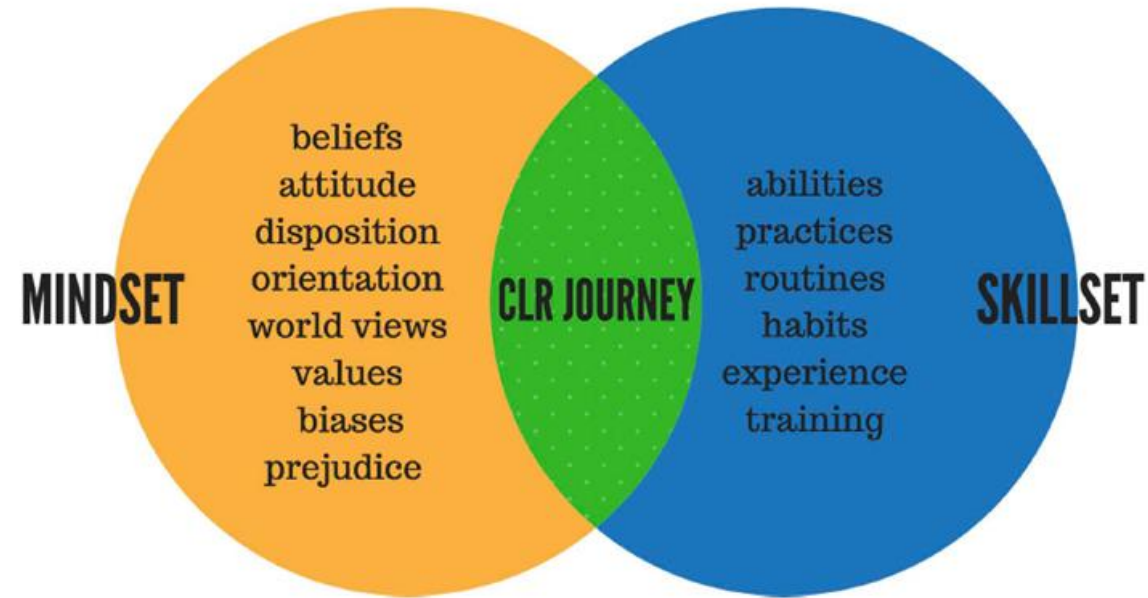 MINDSET
beliefs
attitude
disposition
orientation
world views
values
biases
prejudice
CLR JOURNEY
abilities
practices
routines
habits
experience
training
SKILLSET